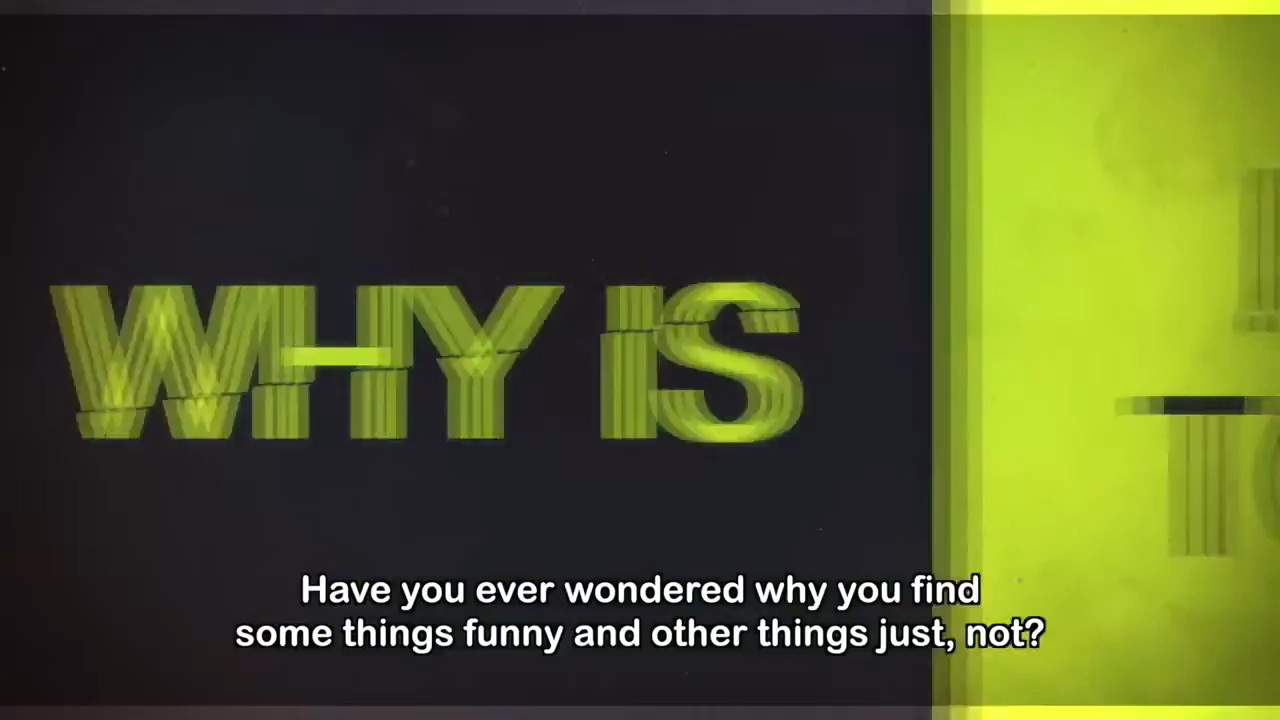 WHY IS
Have you ever wondered why you find
some things funny and other things just, not?